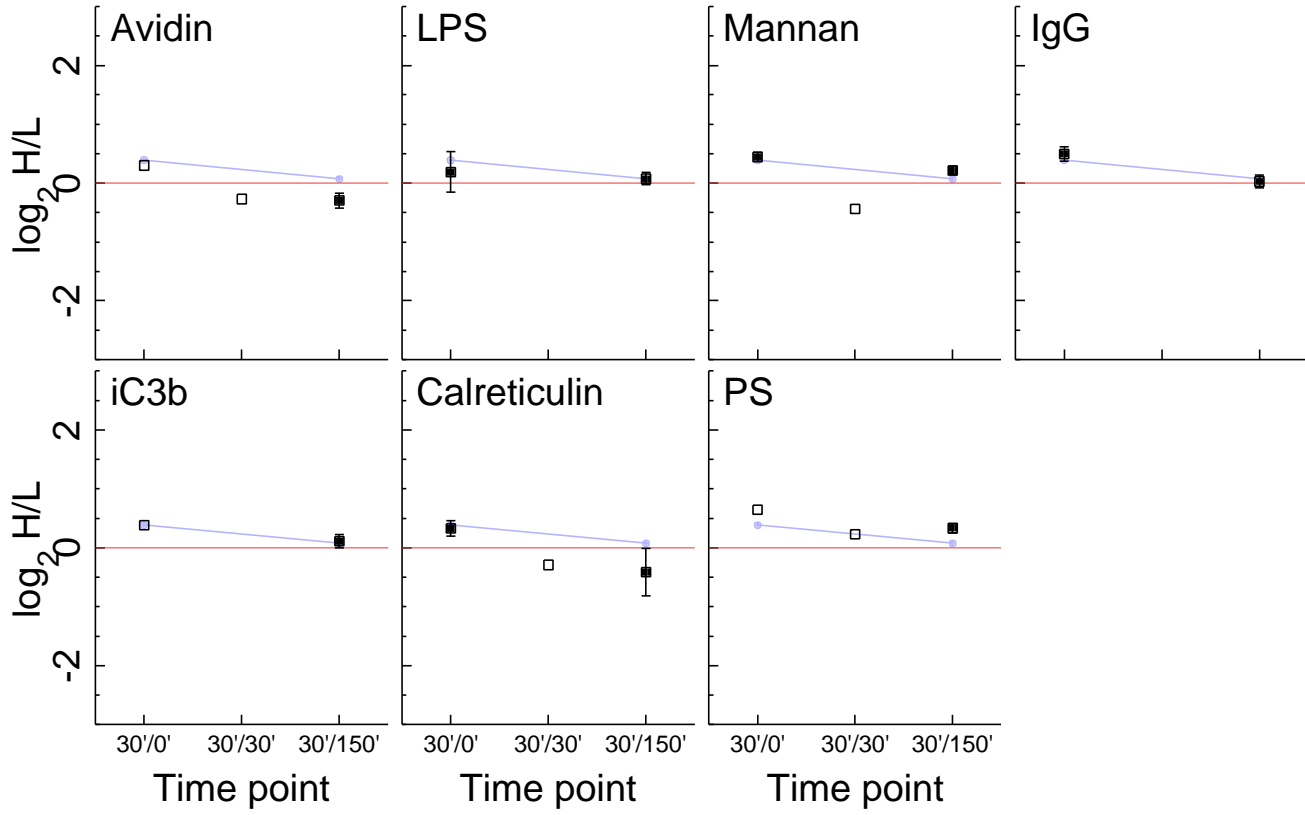 Avidin LPS Mannan IgG
log2 H/L
2
0
-2
iC3b Calreticulin PS
log2 H/L
2
0
-2
30'/0' 30'/30' 30'/150' 30'/0' 30'/30' 30'/150' 30'/0' 30'/30' 30'/150'
Time point Time point Time point